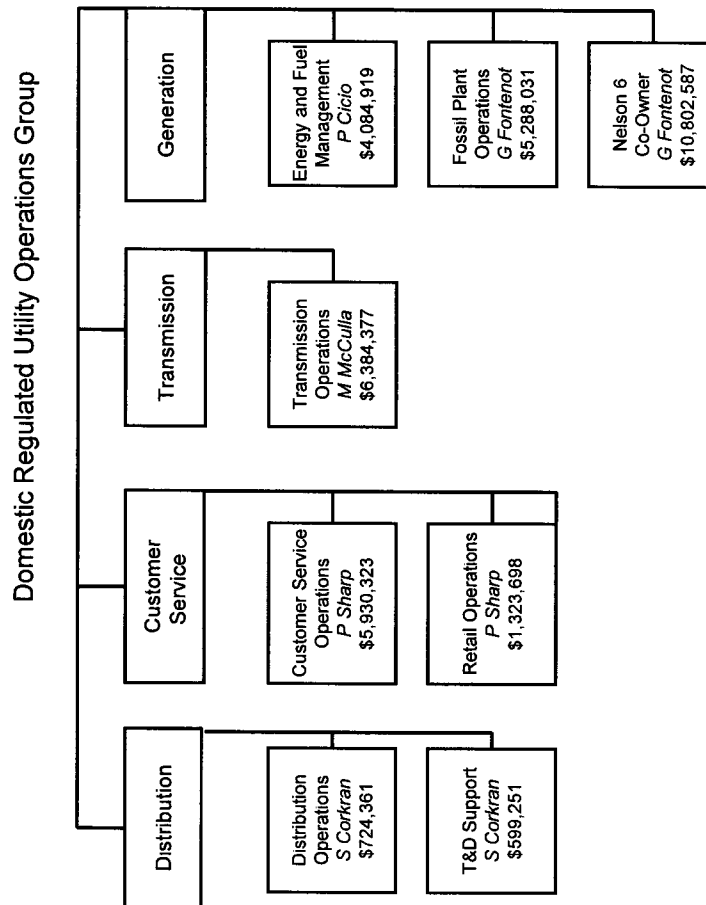 Domestic Regulated Utility Operations Group
Distribution
Customer
Service
Transmission
Generation
Distribution
Operations
S Corkran
$724,361
T&D Support
S Corkran
$599,251
Customer Service
Operations
P Sharp
$5,930,323
Retail Operations
P Sharp
$1,323,698
Transmission
Operations
M McCulla
$6,384,377
Energy and Fuel
Management
P Cicio
$4,084,919
Fossil Plant
Operations
G Fontenot
$5,288,031
Nelson 6
Co-Owner
G Fontenot
$10,802,587